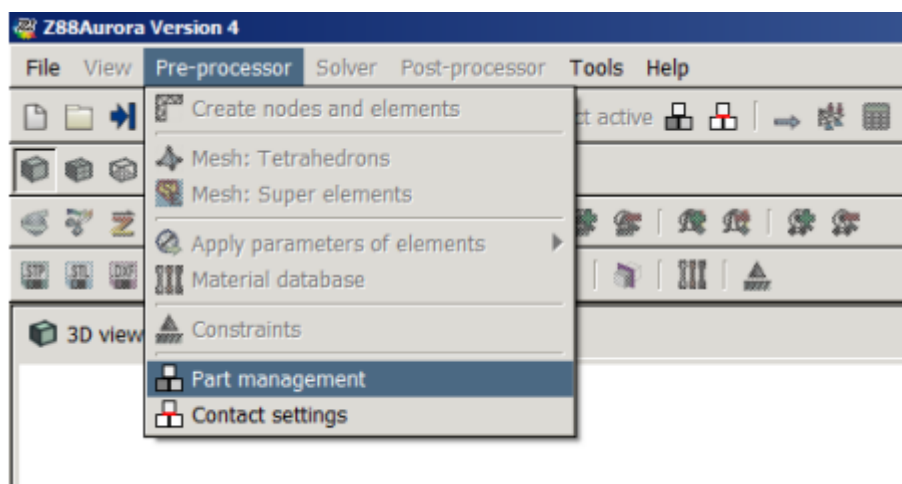 Z88Aurora Version 4
File View Pre-processor Solver Post-processor Tools Help
Create nodes and elements
ct active
Mesh: Tetrahedrons
Mesh: Super elements
Apply parameters of elements
STP STL DXF
Material database
Constraints
3D view
Part management
Contact settings